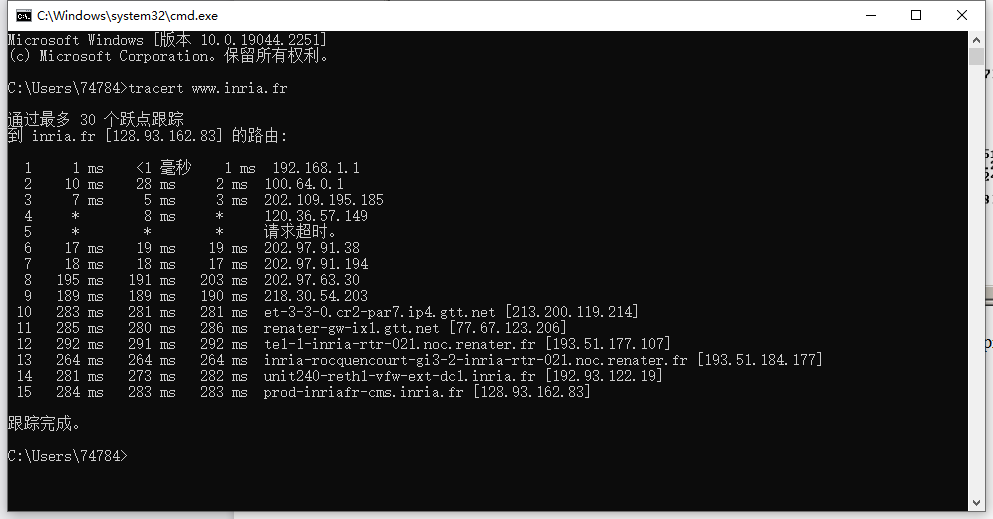 C:\Windows\system32\cmd.exe
Microsoft Windows [版本 10.0.19044.2251]
(c) Microsoft Corporation。保留所有权利。
C:\Users\74784>tracert www.inria.fr
通过最多 30 个跃点跟踪
到 inria.fr [128.93.162.83] 的路由:
1 1 ms <1 毫秒 1 ms 192.168.1.1
2 10 ms 28 ms 2 ms 100.64.0.1
3 7 ms 5 ms 3 ms 202.109.195.185
4 * 8 ms * 120.36.57.149
5 * * * 请求超时。
6 17 ms 19 ms 19 ms 202.97.91.38
7 18 ms 18 ms 17 ms 202.97.91.194
8 195 ms 191 ms 203 ms 202.97.63.30
9 189 ms 189 ms 190 ms 218.30.54.203
10 283 ms 281 ms 281 ms et-3-3-0.cr2-par7.ip4.gtt.net [213.200.119.214]
11 285 ms 280 ms 286 ms renater-gw-ix1.gtt.net [77.67.123.206]
12 292 ms 291 ms 292 ms te1-1-inria-rtr-021.noc.renater.fr [193.51.177.107]
13 264 ms 264 ms 264 ms inria-rocquencourt-gi3-2-inria-rtr-021.noc.renater.fr [193.51.184.177]
14 281 ms 273 ms 282 ms unit240-reth1-vfw-ext-dc1.inria.fr [192.93.122.19]
15 284 ms 283 ms 283 ms prod-inriafr-cms.inria.fr [128.93.162.83]
跟踪完成。
C:\Users\74784>